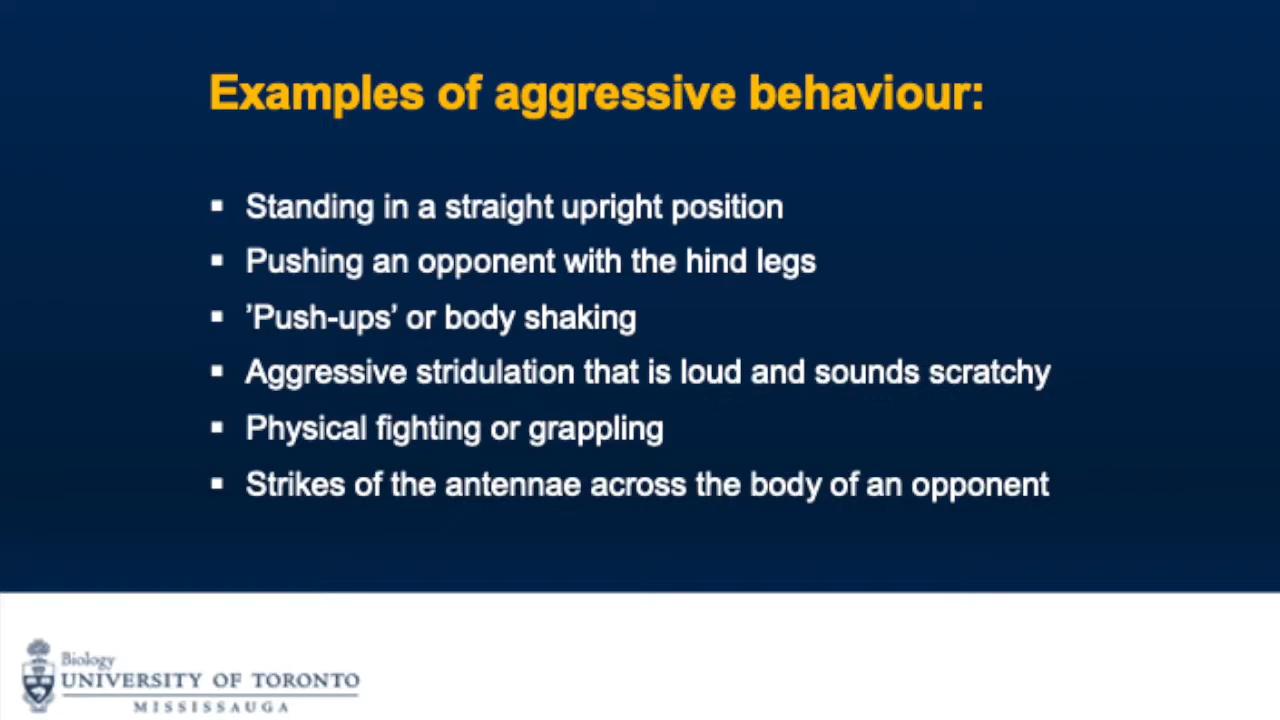 Examples of aggressive behaviour:
▪ Standing in a straight upright position
▪ Pushing an opponent with the hind legs
▪ ’Push-ups’ or body shaking
▪ Aggressive stridulation that is loud and sounds scratchy
▪ Physical fighting or grappling
▪ Strikes of the antennae across the body of an opponent
Biology
UNIVERSITY OF TORONTO
MISSISSAUGA